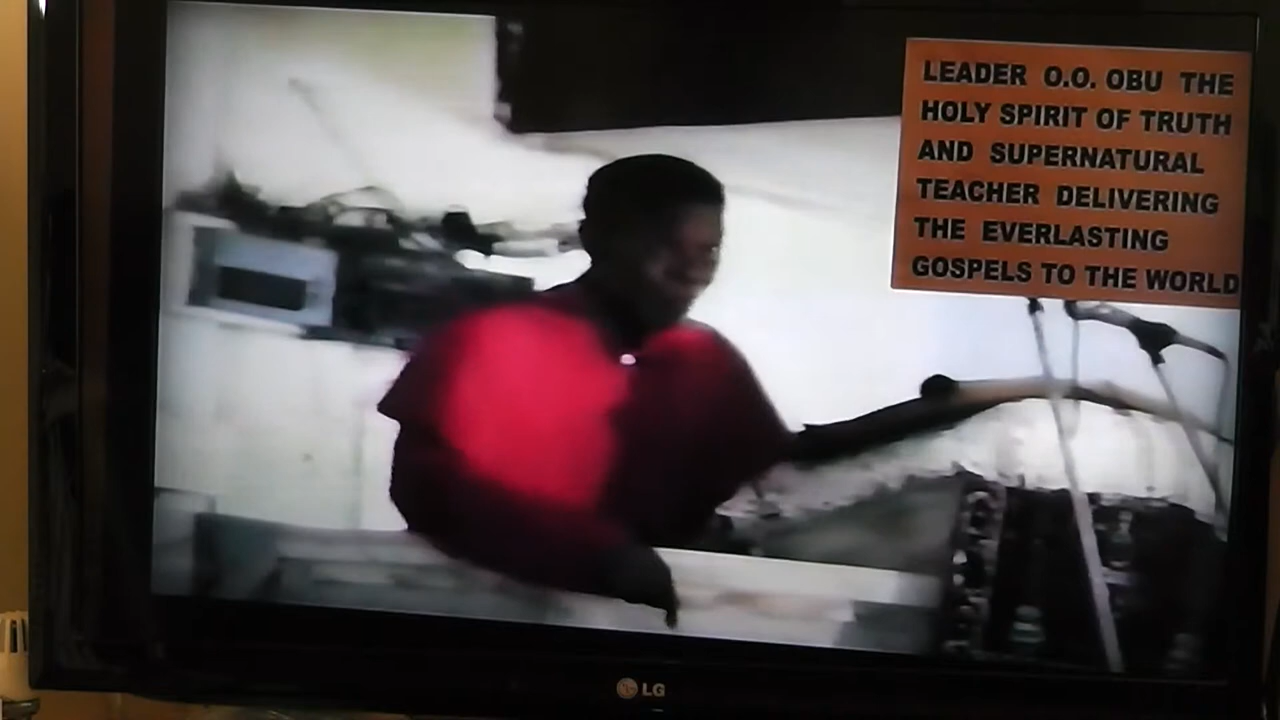 LEADER O.O. OBU THE
HOLY SPIRIT OF TRUTH
AND SUPERNATURAL
TEACHER DELIVERING
THE EVERLASTING
GOSPELS TO THE WORLD
LG